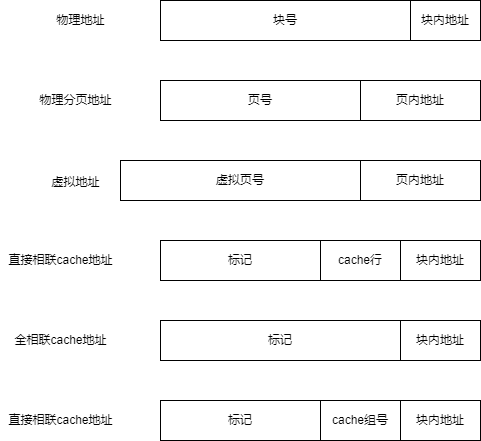 物理地址 块号 块内地址
物理分页地址 页号 页内地址
虚拟地址 虚拟页号 页内地址
直接相联cache地址 标记 cache行 块内地址
全相联cache地址 标记 块内地址
直接相联cache地址 标记 cache组号 块内地址